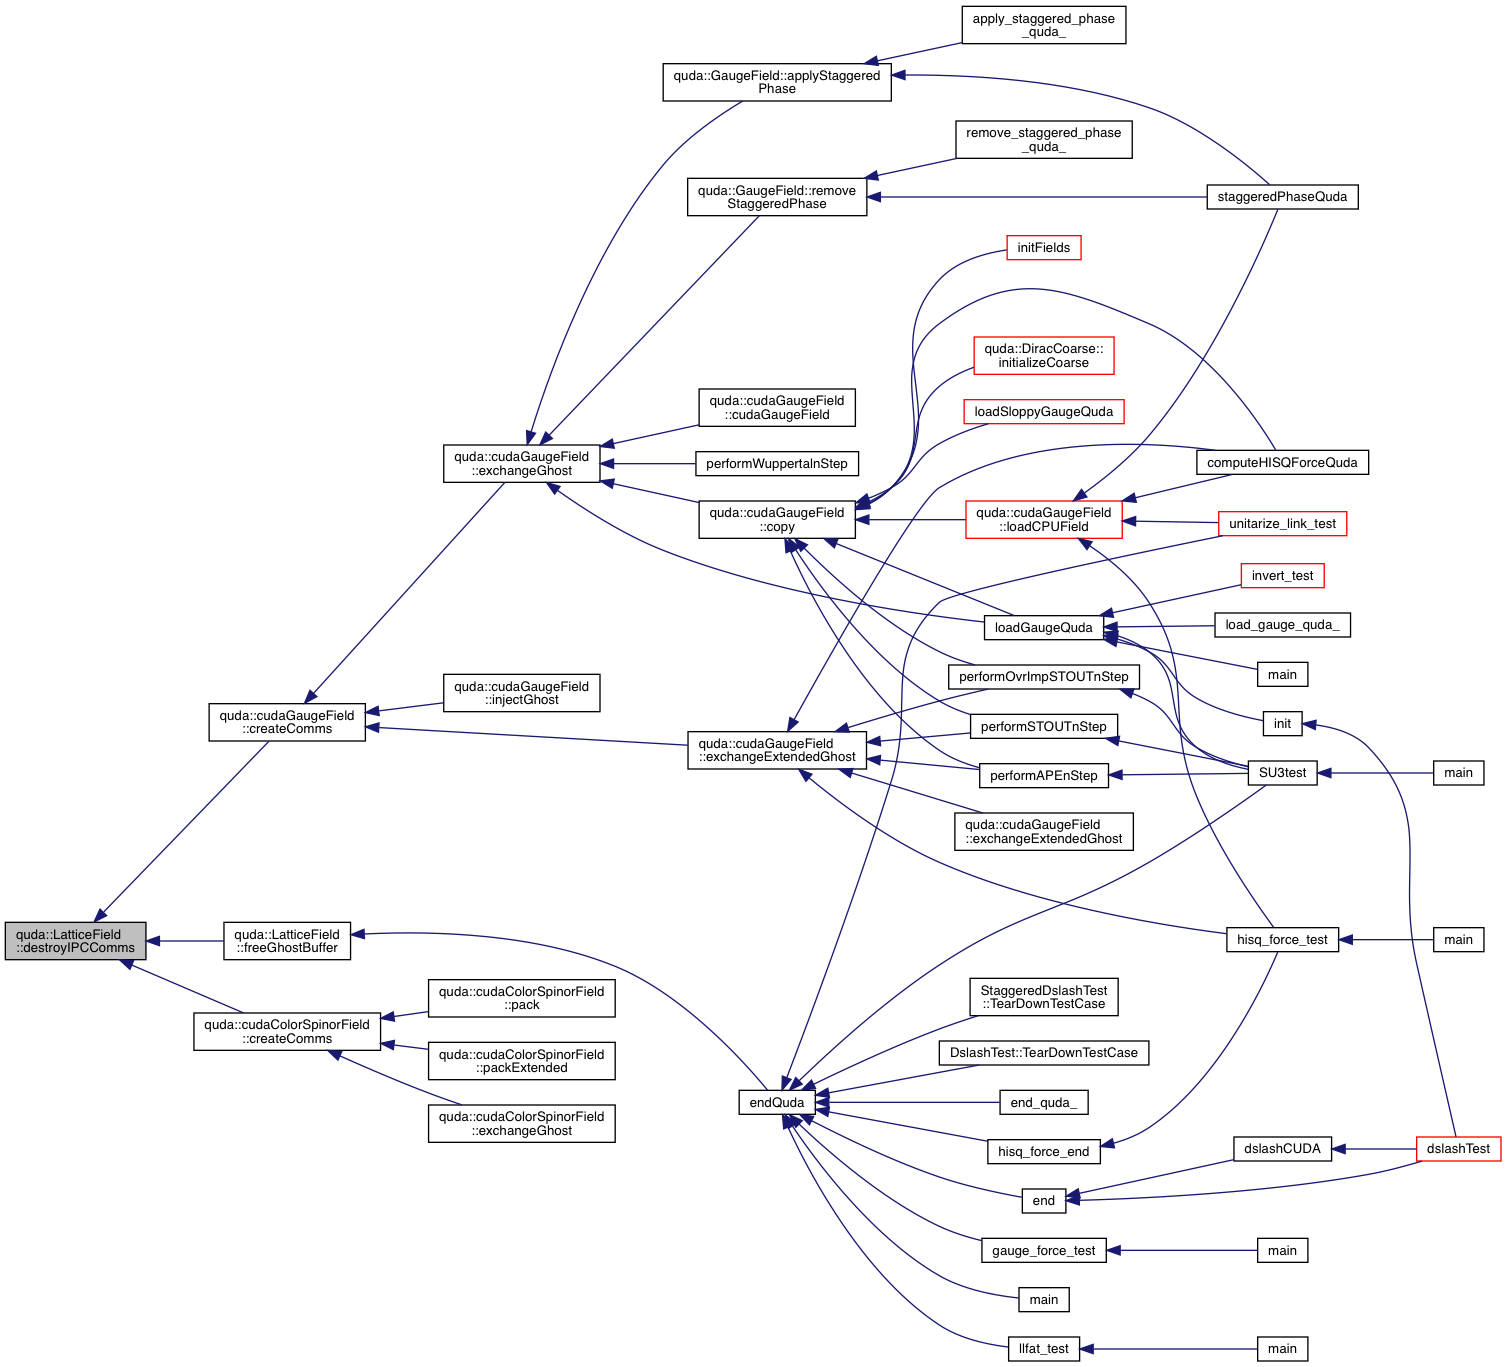 apply_staggered_phase
_quda_
quda::GaugeField::applyStaggered
Phase
remove_staggered_phase
_quda_
quda::GaugeField::remove
StaggeredPhase
staggeredPhaseQuda
initFields
quda::DiracCoarse::
initializeCoarse
quda::cudaGaugeField
::cudaGaugeField
loadSloppyGaugeQuda
quda::cudaGaugeField
::exchangeGhost
performWuppertalnStep
computeHISQForceQuda
quda::cudaGaugeField
::copy
quda::cudaGaugeField
::loadCPUField
unitarize_link_test
invert_test
loadGaugeQuda
load_gauge_quda_
main
performOvrImpSTOUTnStep
quda::cudaGaugeField
::injectGhost
quda::cudaGaugeField
::createComms
init
performSTOUTnStep
quda::cudaGaugeField
::exchangeExtendedGhost
performAPEnStep
SU3test
main
quda::cudaGaugeField
::exchangeExtendedGhost
quda::LatticeField
::destroyIPCComms
quda::LatticeField
::freeGhostBuffer
hisq_force_test
main
quda::cudaColorSpinorField
::pack
StaggeredDslashTest
::TearDownTestCase
quda::cudaColorSpinorField
::createComms
quda::cudaColorSpinorField
::packExtended
DslashTest::TearDownTestCase
endQuda
end_quda_
quda::cudaColorSpinorField
::exchangeGhost
hisq_force_end
dslashCUDA
dslashTest
end
gauge_force_test
main
main
llfat_test
main